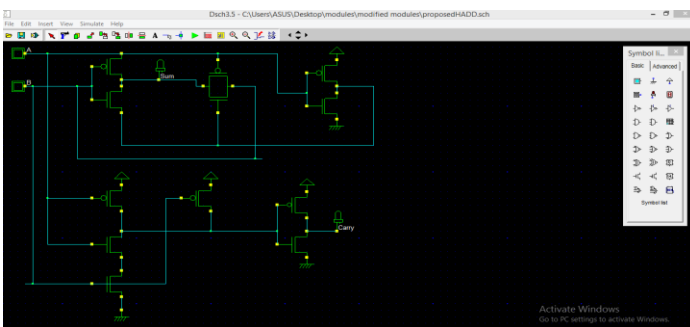 Dsch3.5 - C:\Users\ASUS\Desktop\modules\modified modules\proposedHADD.sch
File Edit Insert View Simulate Help
A
Sum
B
Carry
Symbol li...
Basic Advanced
Symbol list
Activate Windows
Go to PC settings to activate Windows.